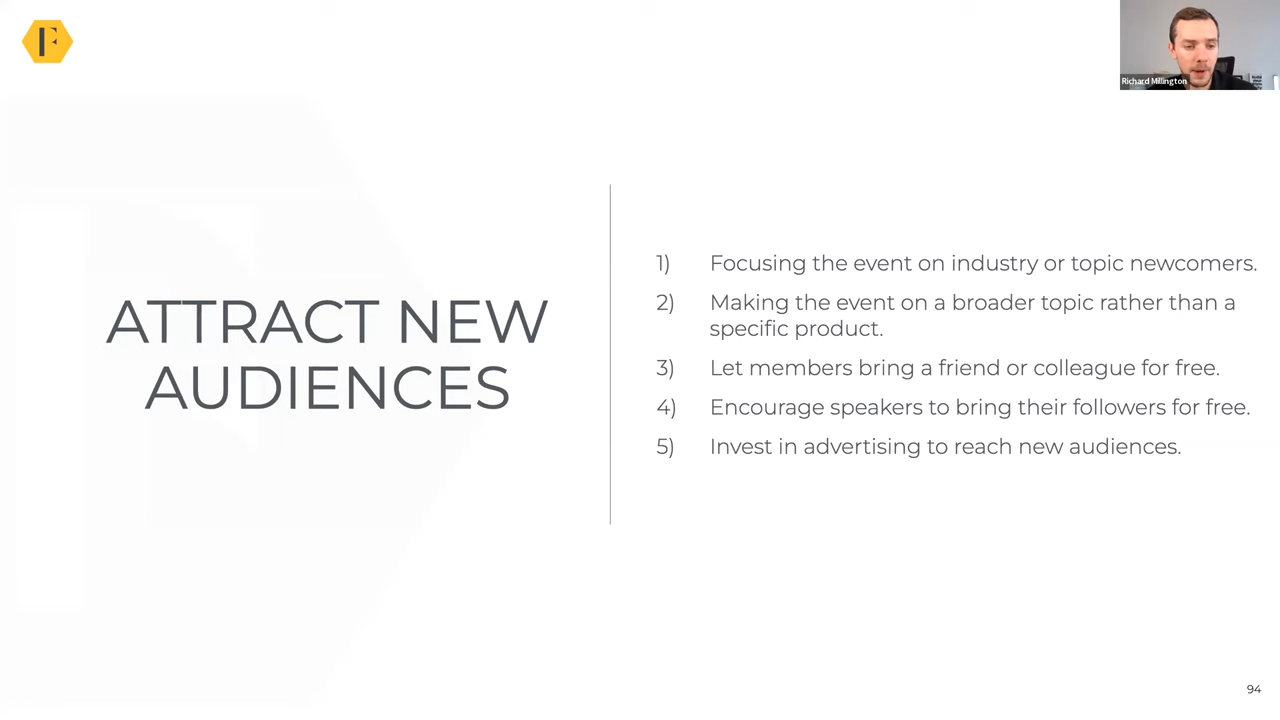 F
Richard Millington
ATTRACT NEW
AUDIENCES
1) Focusing the event on industry or topic newcomers.
2) Making the event on a broader topic rather than a
specific product.
3) Let members bring a friend or colleague for free.
4) Encourage speakers to bring their followers for free.
5) Invest in advertising to reach new audiences.
94